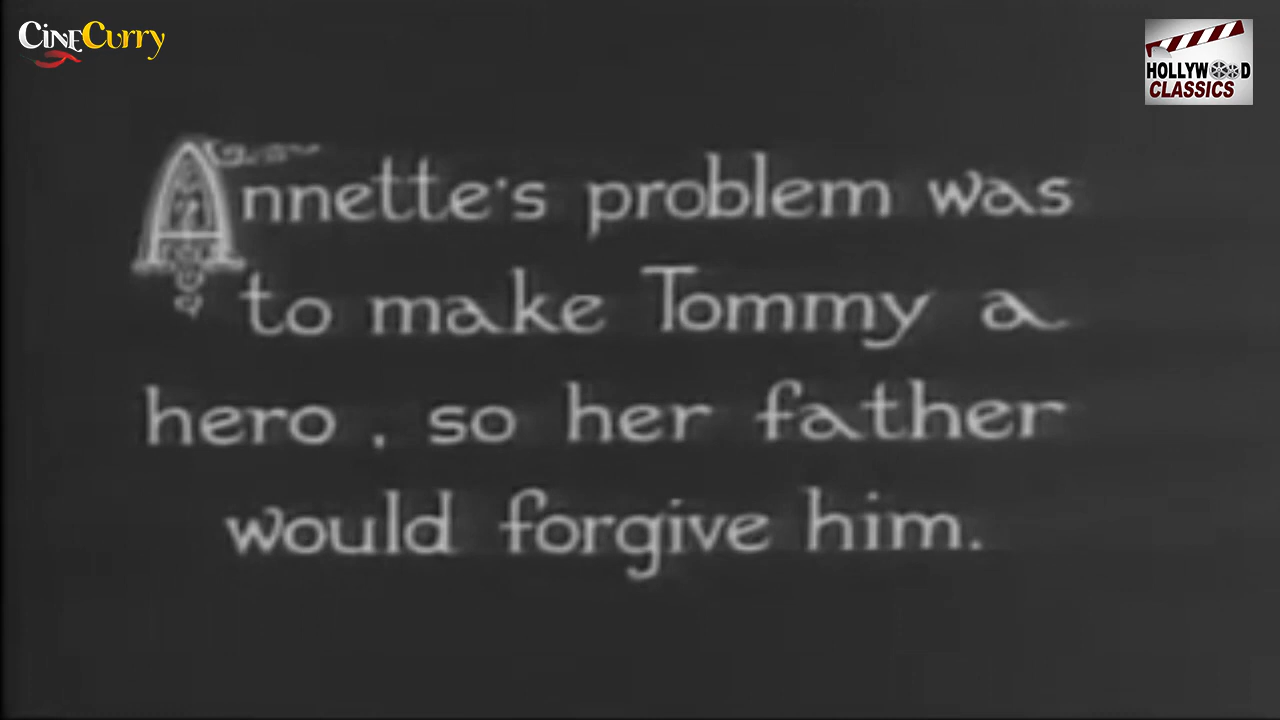 CINECURRY
HOLLYWOOD
CLASSICS
Annette's problem was
to make Tommy a
hero, so her father
would forgive him.